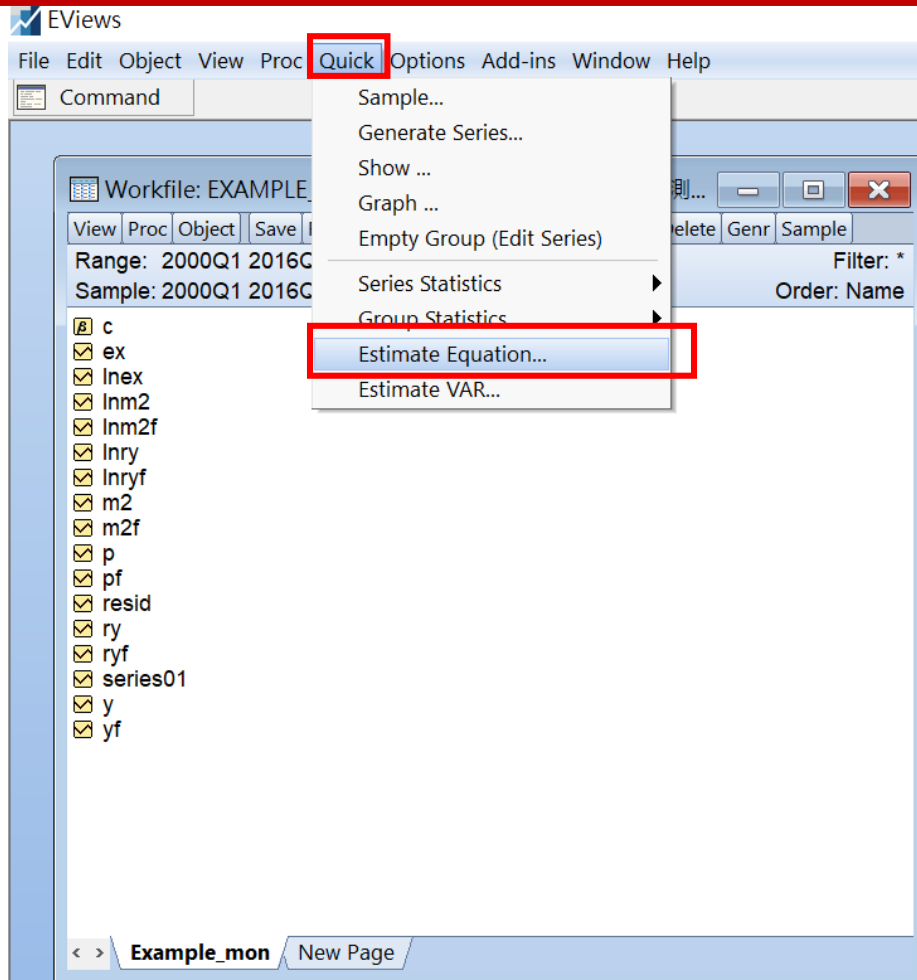 EViews
File Edit Object View Proc Quick Options Add-ins Window Help
Command
Sample...
Generate Series...
Show ...
Graph ...
Empty Group (Edit Series)
Series Statistics
Group Statistics
Estimate Equation...
Estimate VAR...
Workfile: EXAMPLE_ 測...
View Proc Object Save Genr Sample
Range: 2000Q1 2016Q Filter: *
Sample: 2000Q1 2016Q Order: Name
β c
ex
lnex
lnm2
lnm2f
lnry
lnryf
m2
m2f
p
pf
resid
ry
ryf
series01
y
yf
Example_mon New Page